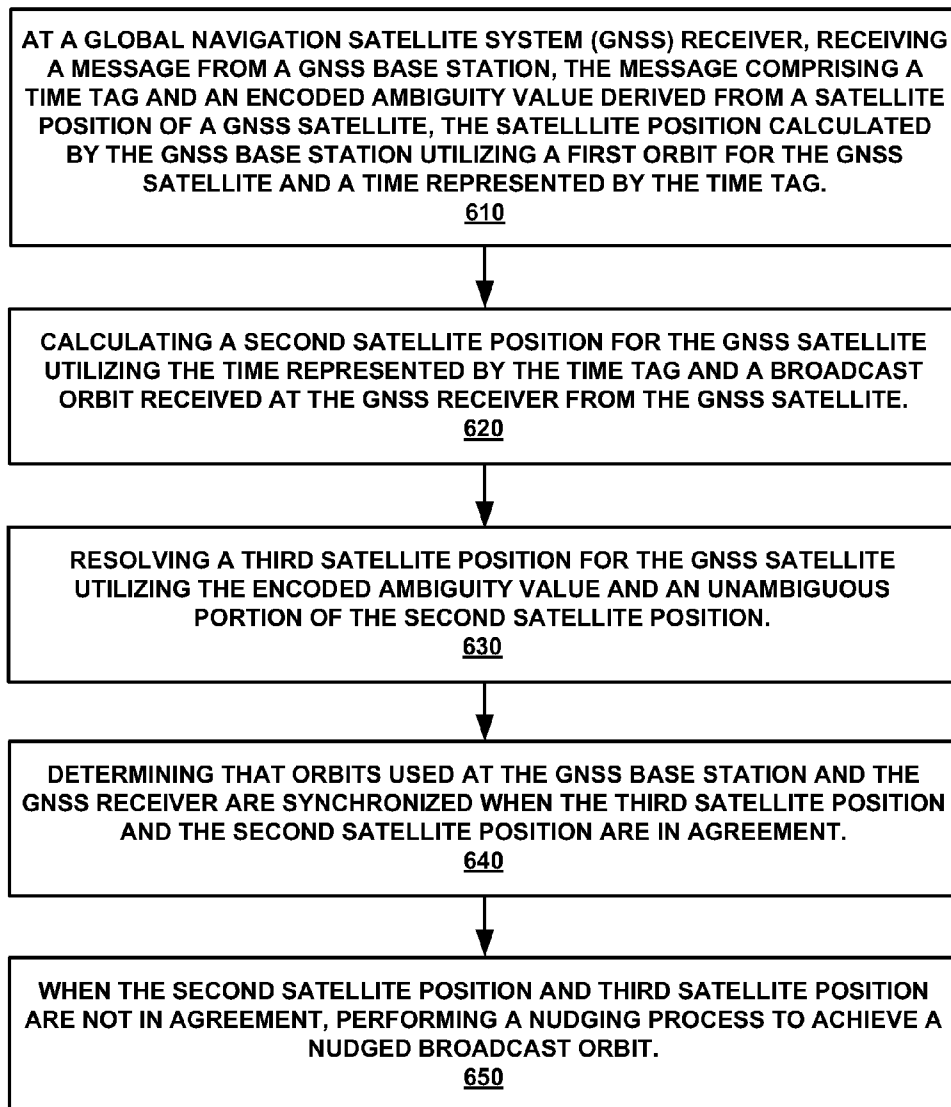 AT A GLOBAL NAVIGATION SATELLITE SYSTEM (GNSS) RECEIVER, RECEIVING
A MESSAGE FROM A GNSS BASE STATION, THE MESSAGE COMPRISING A
TIME TAG AND AN ENCODED AMBIGUITY VALUE DERIVED FROM A SATELLITE
POSITION OF A GNSS SATELLITE, THE SATELLLITE POSITION CALCULATED
BY THE GNSS BASE STATION UTILIZING A FIRST ORBIT FOR THE GNSS
SATELLITE AND A TIME REPRESENTED BY THE TIME TAG.
610
CALCULATING A SECOND SATELLITE POSITION FOR THE GNSS SATELLITE
UTILIZING THE TIME REPRESENTED BY THE TIME TAG AND A BROADCAST
ORBIT RECEIVED AT THE GNSS RECEIVER FROM THE GNSS SATELLITE.
620
RESOLVING A THIRD SATELLITE POSITION FOR THE GNSS SATELLITE
UTILIZING THE ENCODED AMBIGUITY VALUE AND AN UNAMBIGUOUS
PORTION OF THE SECOND SATELLITE POSITION.
630
DETERMINING THAT ORBITS USED AT THE GNSS BASE STATION AND THE
GNSS RECEIVER ARE SYNCHRONIZED WHEN THE THIRD SATELLITE POSITION
AND THE SECOND SATELLITE POSITION ARE IN AGREEMENT.
640
WHEN THE SECOND SATELLITE POSITION AND THIRD SATELLITE POSITION
ARE NOT IN AGREEMENT, PERFORMING A NUDGING PROCESS TO ACHIEVE A
NUDGED BROADCAST ORBIT.
650